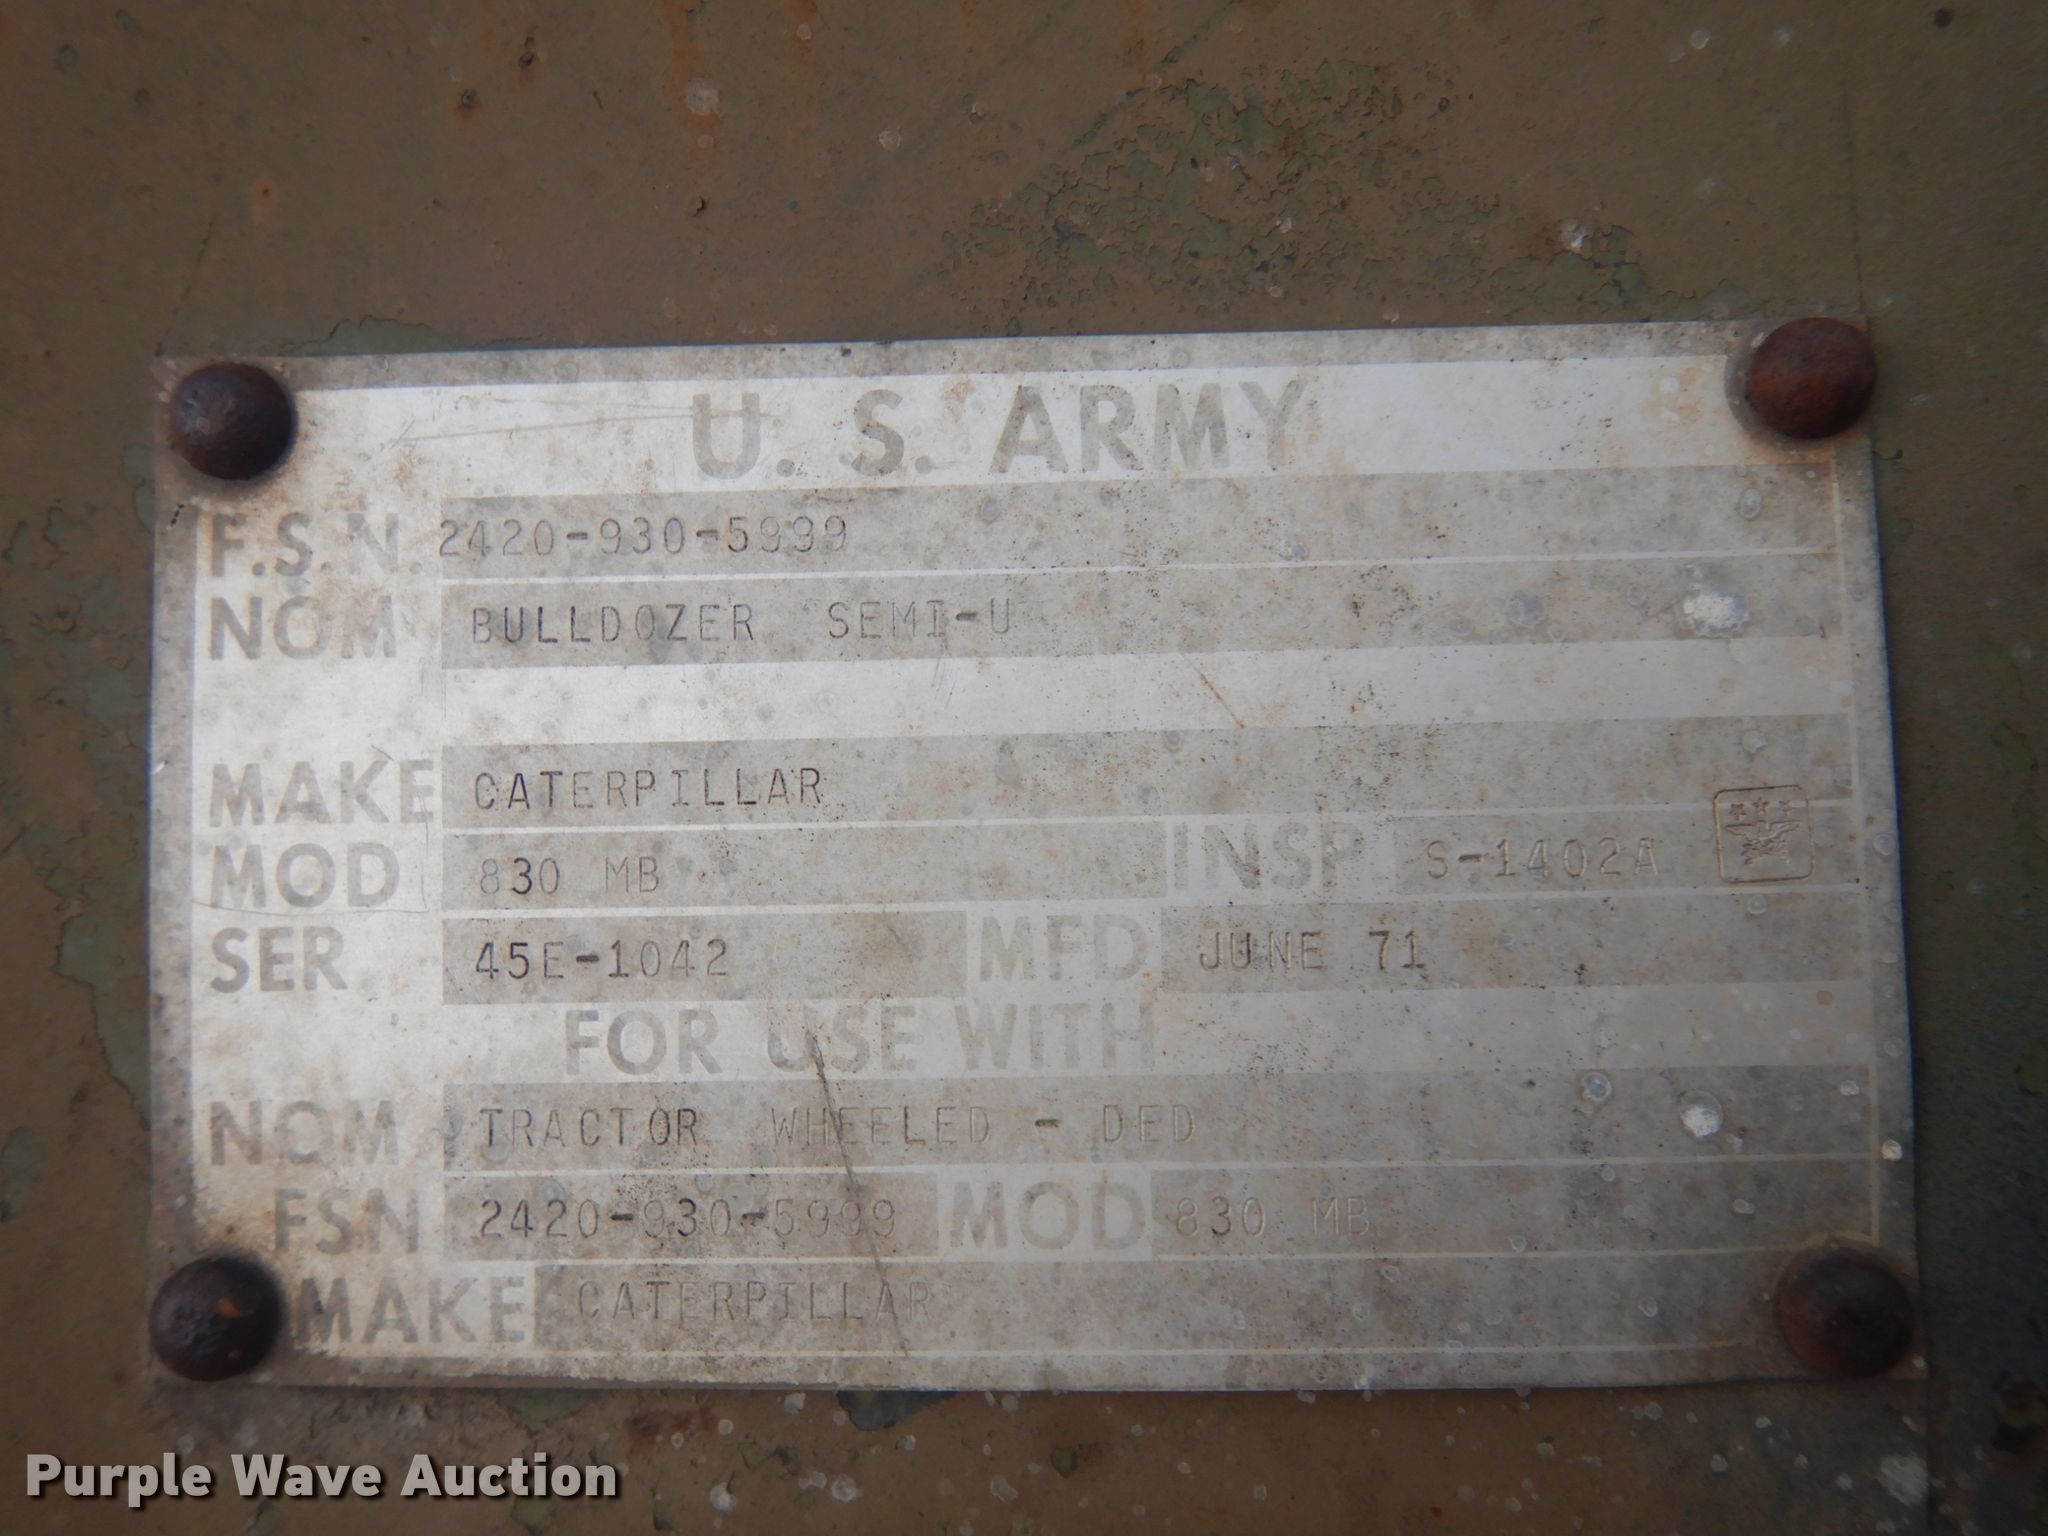 U. S. ARMY
F.S.N. 2420-930-5999
NOM BULLDOZER SEMI-U
MAKE CATERPILLAR
MOD 830 MB INSP. S-1402A
SER. 45E-1042 MFD JUNE 71
FOR USE WITH
NOM TRACTOR WHEELED - DED
FSN 2420-930-5999 MOD 830 MB
MAKE CATERPILLAR
Purple Wave Auction